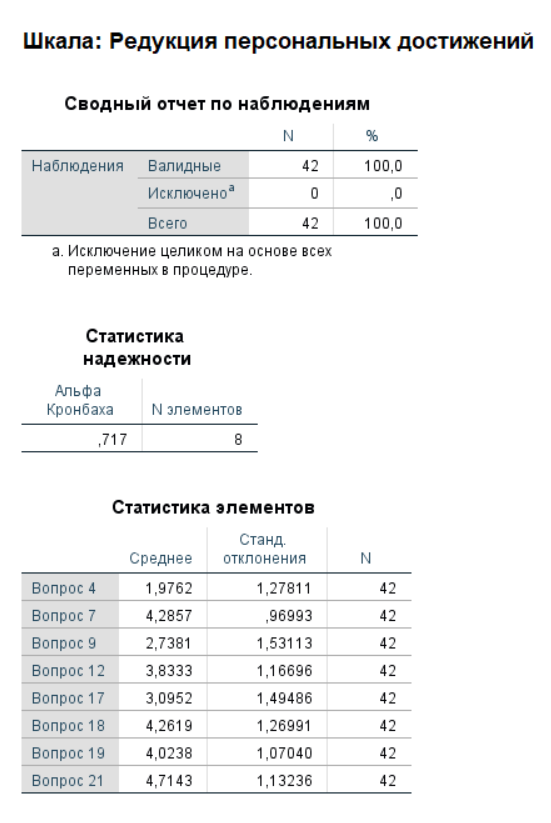 Шкала: Редукция персональных достижений
Сводный отчет по наблюдениям
N %
Наблюдения Валидные 42 100,0
Исключеноª 0 ,0
Всего 42 100,0
a. Исключение целиком на основе всех
переменных в процедуре.
Статистика
надежности
Альфа
Кронбаха N элементов
,717 8
Статистика элементов
Среднее Станд. отклонения N
Вопрос 4 1,9762 1,27811 42
Вопрос 7 4,2857 ,96993 42
Вопрос 9 2,7381 1,53113 42
Вопрос 12 3,8333 1,16696 42
Вопрос 17 3,0952 1,49486 42
Вопрос 18 4,2619 1,26991 42
Вопрос 19 4,0238 1,07040 42
Вопрос 21 4,7143 1,13236 42